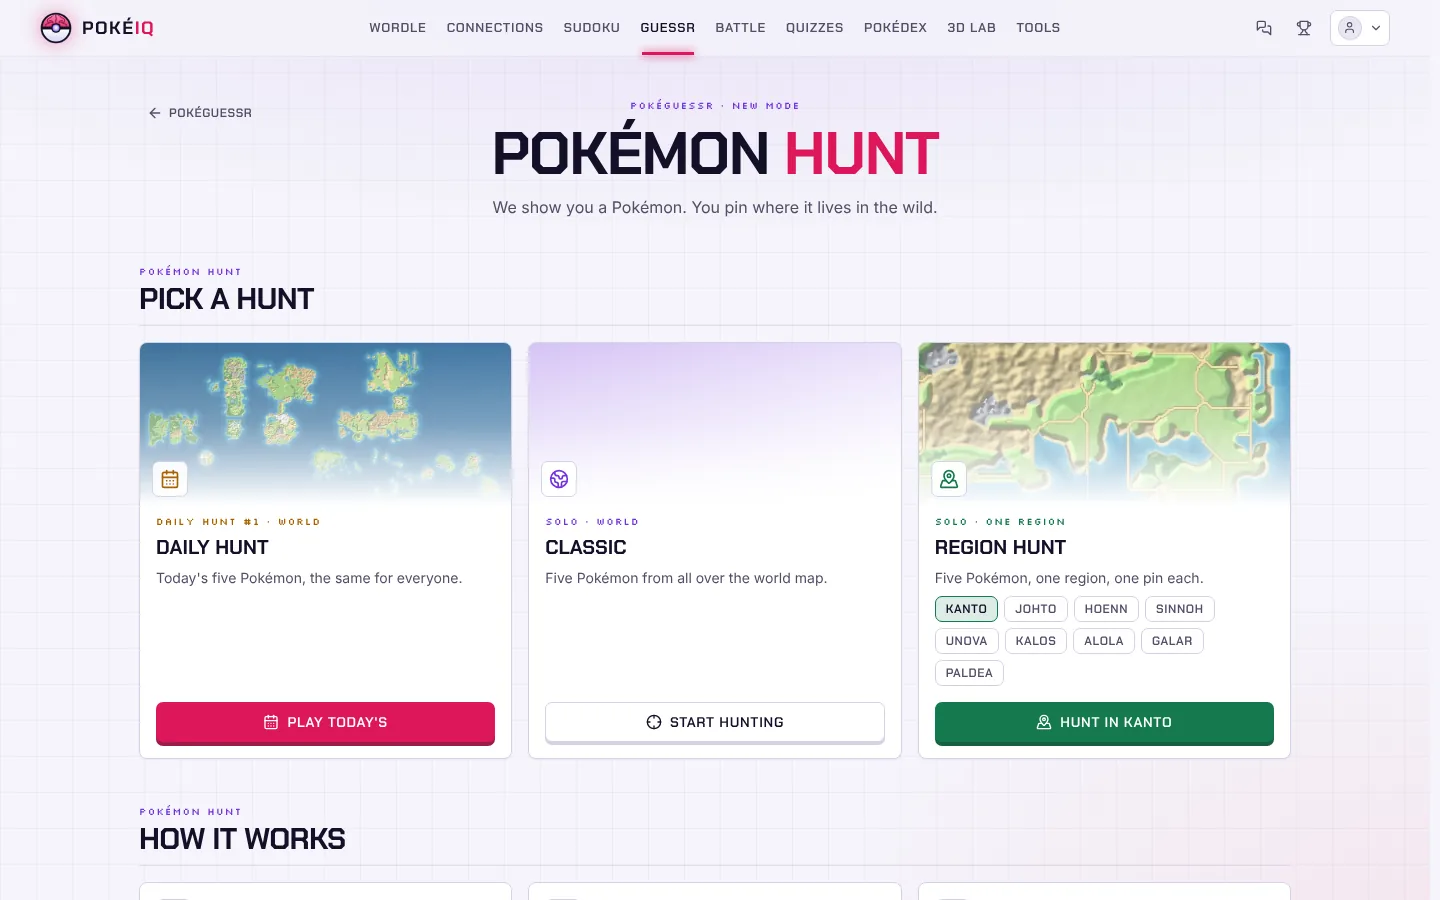 POKÉIQ
WORDLE CONNECTIONS SUDOKU GUESSR BATTLE QUIZZES POKÉDEX 3D LAB TOOLS
POKÉGUESSR
POKÉGUESSR · NEW MODE
POKÉMON HUNT
We show you a Pokémon. You pin where it lives in the wild.
POKÉMON HUNT
PICK A HUNT
DAILY HUNT #1 · WORLD
DAILY HUNT
Today's five Pokémon, the same for everyone.
PLAY TODAY'S
SOLO · WORLD
CLASSIC
Five Pokémon from all over the world map.
START HUNTING
SOLO · ONE REGION
REGION HUNT
Five Pokémon, one region, one pin each.
KANTO JOHTO HOENN SINNOH
UNOVA KALOS ALOLA GALAR
PALDEA
HUNT IN KANTO
POKÉMON HUNT
HOW IT WORKS